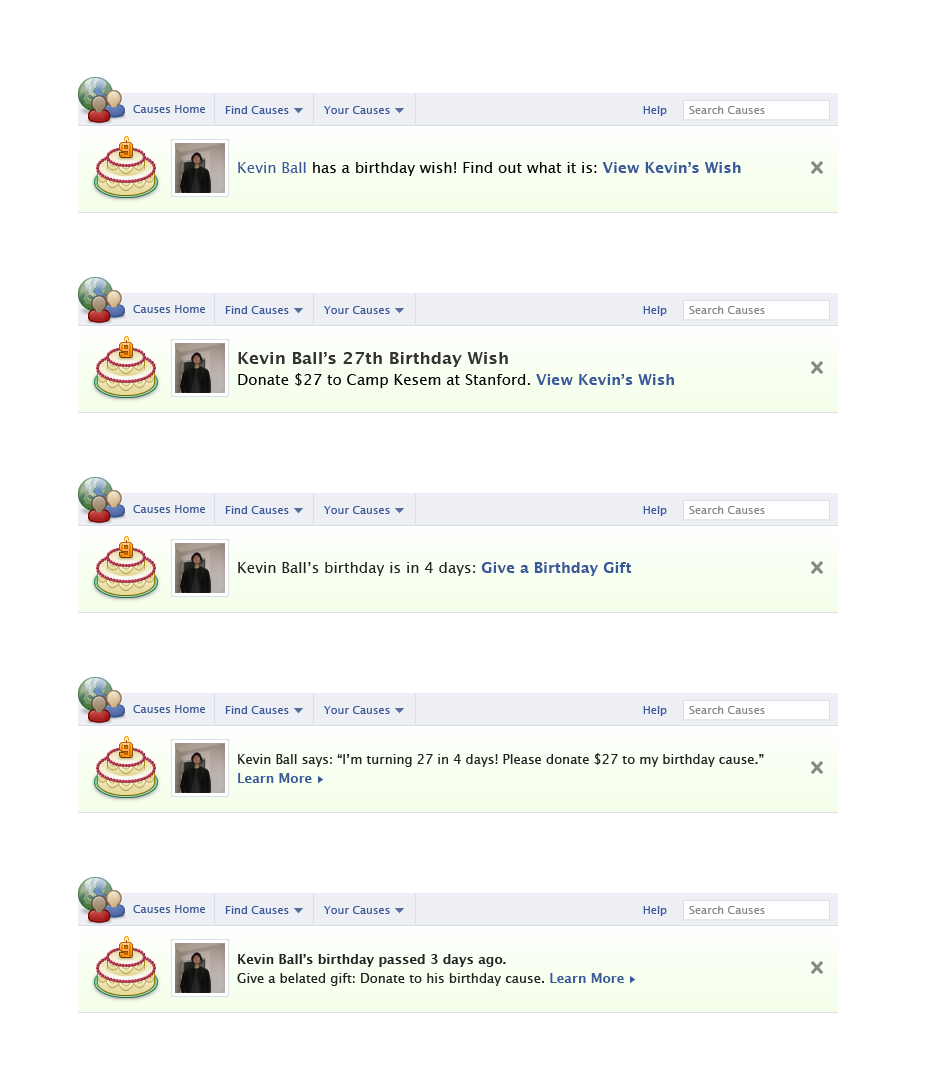 Causes Home Find Causes Your Causes Help Search Causes
Kevin Ball has a birthday wish! Find out what it is: View Kevin’s Wish
Causes Home Find Causes Your Causes Help Search Causes
Kevin Ball’s 27th Birthday Wish
Donate $27 to Camp Kesem at Stanford. View Kevin’s Wish
Causes Home Find Causes Your Causes Help Search Causes
Kevin Ball’s birthday is in 4 days: Give a Birthday Gift
Causes Home Find Causes Your Causes Help Search Causes
Kevin Ball says: “I’m turning 27 in 4 days! Please donate $27 to my birthday cause.”
Learn More
Causes Home Find Causes Your Causes Help Search Causes
Kevin Ball’s birthday passed 3 days ago.
Give a belated gift: Donate to his birthday cause. Learn More